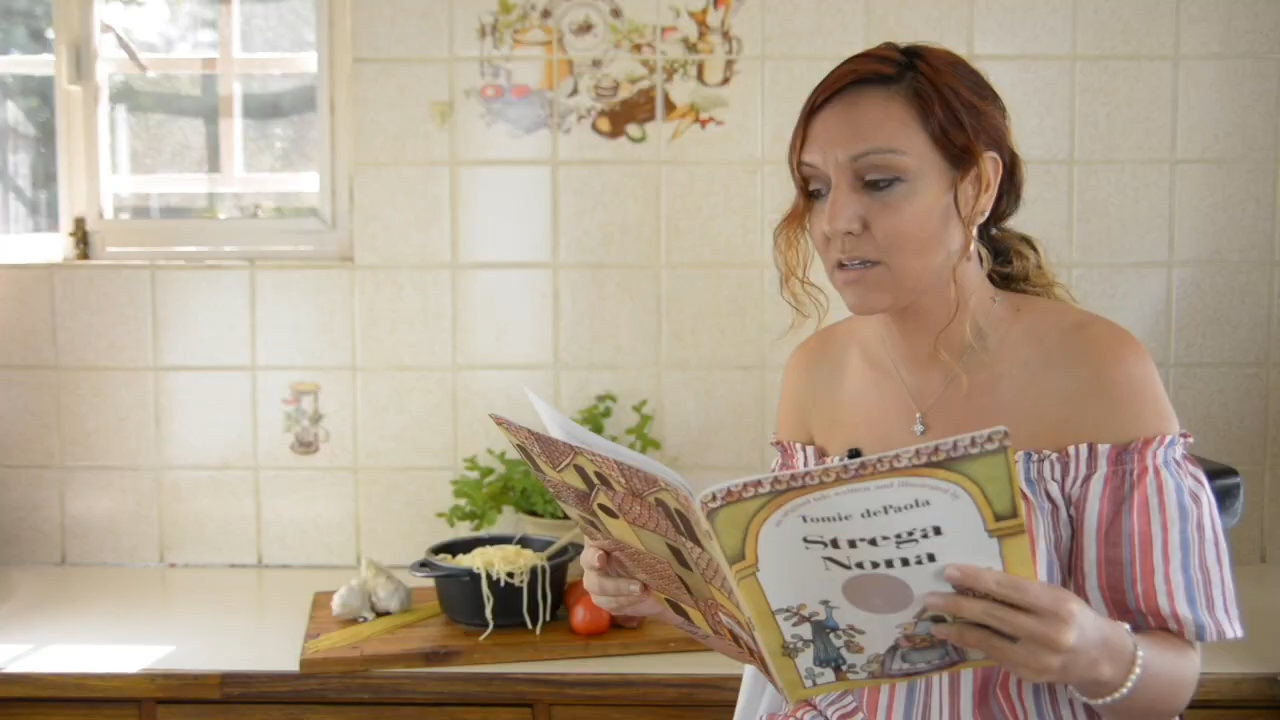 an original tale written and illustrated by
Tomie dePaola
Strega
Nona